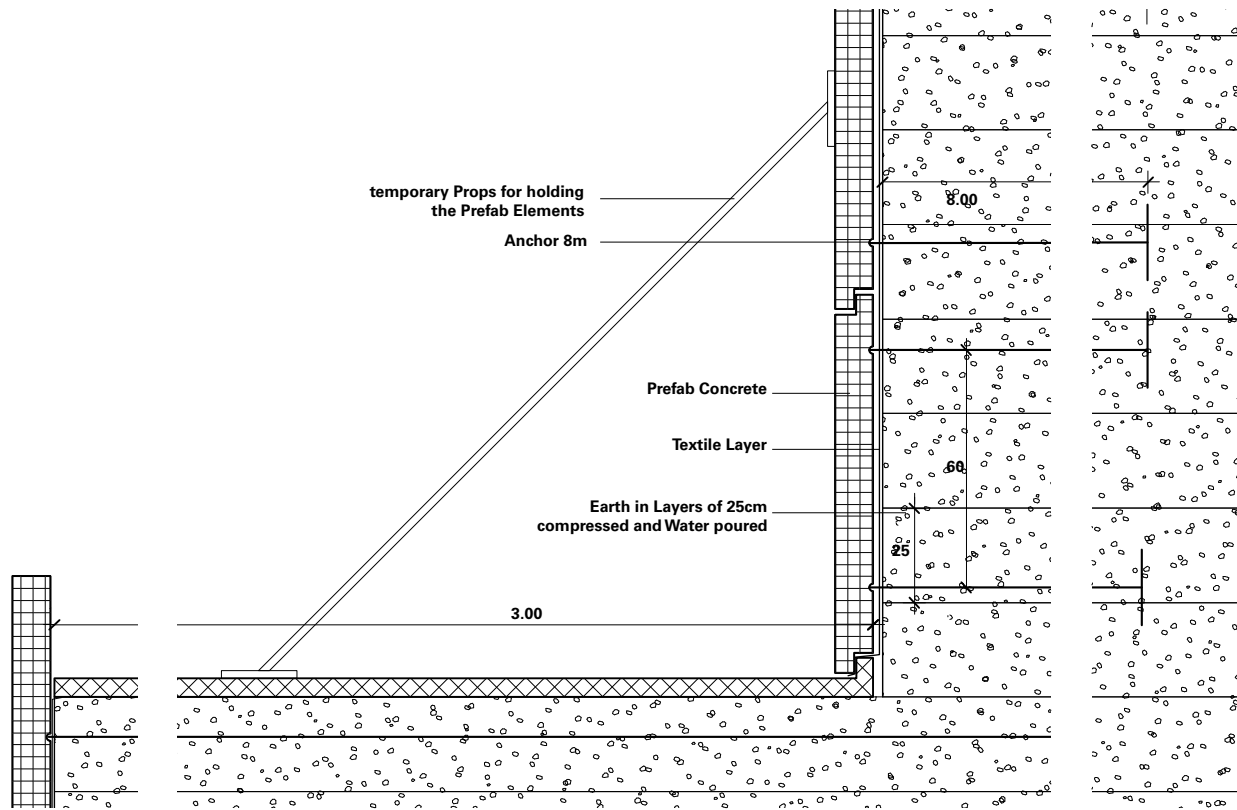 temporary Props for holding
the Prefab Elements
8.00
Anchor 8m
Prefab Concrete
Textile Layer
60
Earth in Layers of 25cm
compressed and Water poured
25
3.00